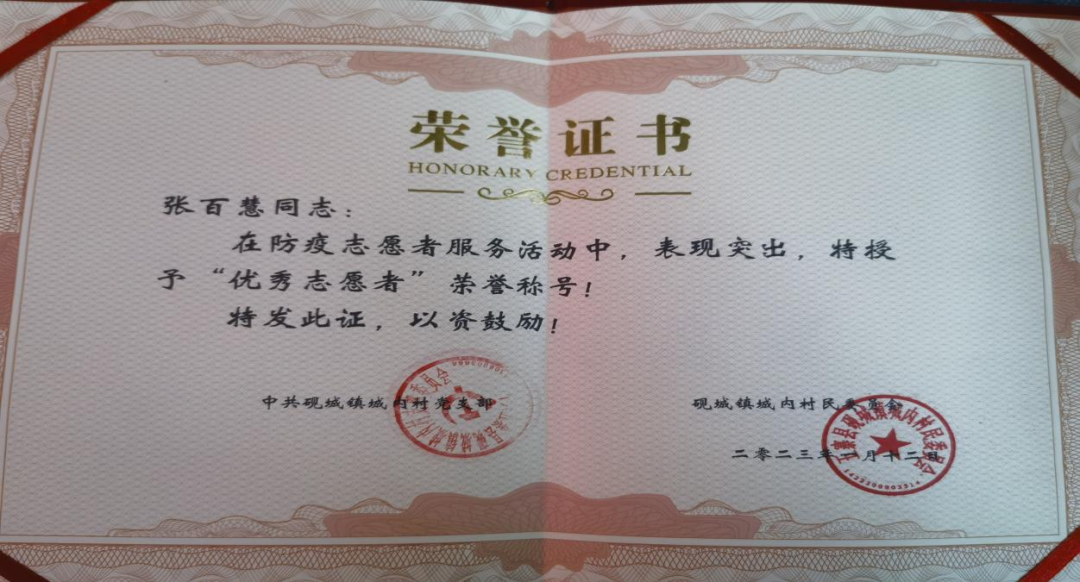 荣誉证书
HONORARY CREDENTIAL
张百慧同志：
在防疫志愿者服务活动中，表现突出，特授
予“优秀志愿者”荣誉称号！
特发此证，以资鼓励！
中共砚城镇城内村党支部
砚城镇城内村民委员会
二零二三年一月十二日